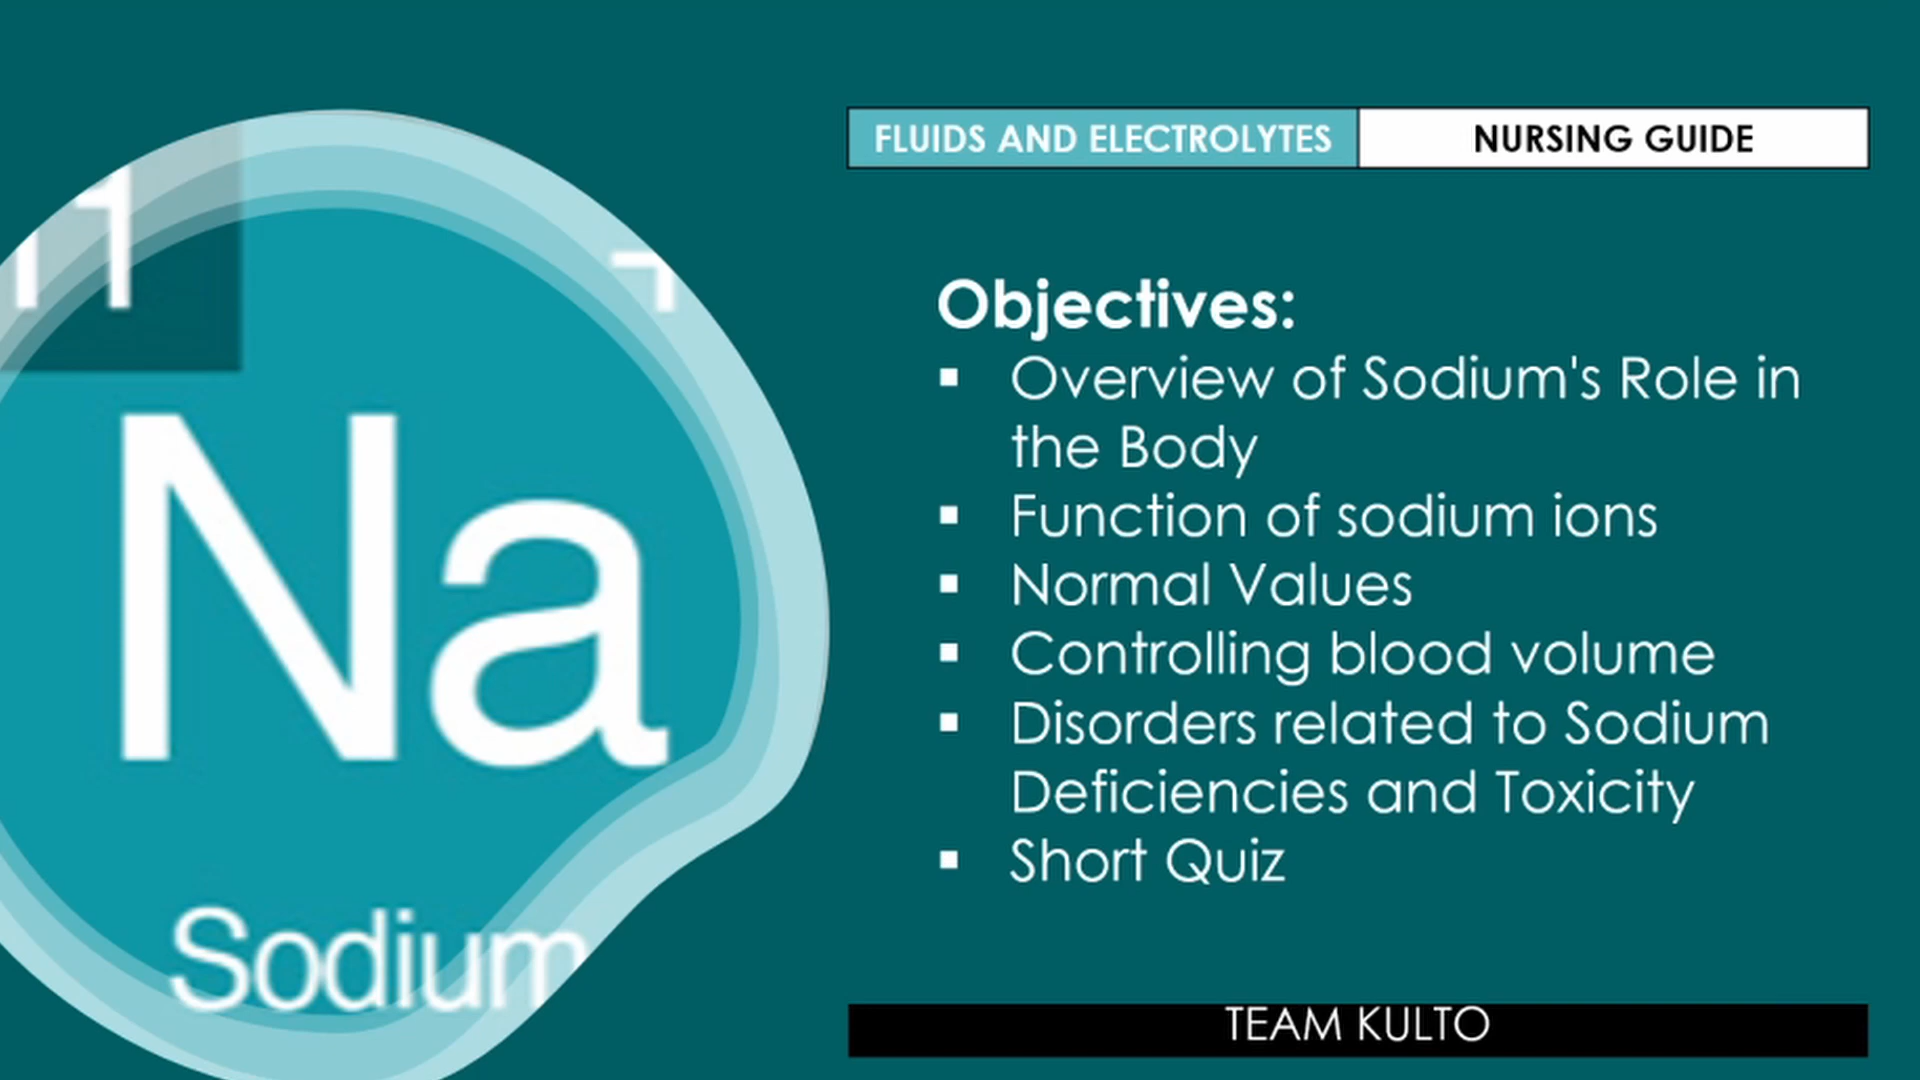 FLUIDS AND ELECTROLYTES
NURSING GUIDE
11
Na
Sodium
Objectives:
▪ Overview of Sodium's Role in
the Body
▪ Function of sodium ions
▪ Normal Values
▪ Controlling blood volume
▪ Disorders related to Sodium
Deficiencies and Toxicity
▪ Short Quiz
TEAM KULTO